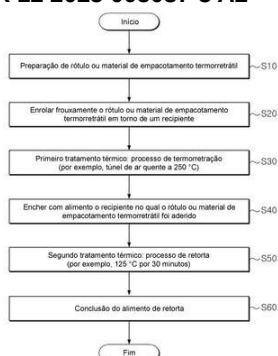 Início
Preparação de rótulo ou material de empacotamento termorretrátil
S10
Enrolar frouxamente o rótulo ou material de empacotamento
termorretrátil em torno de um recipiente
S20
Primeiro tratamento térmico: processo de termorretração
(por exemplo, túnel de ar quente a 250 °C)
S30
Encher com alimento o recipiente no qual o rótulo ou material de
empacotamento termorretrátil foi aderido
S40
Segundo tratamento térmico: processo de retorta
(por exemplo, 125 °C por 30 minutos)
S50
Conclusão do alimento de retorta
S60
Fim